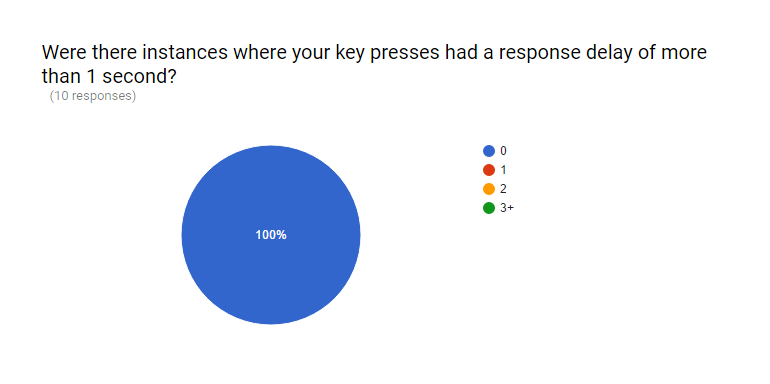 Were there instances where your key presses had a response delay of more
than 1 second?
(10 responses)
100%
0
1
2
3+